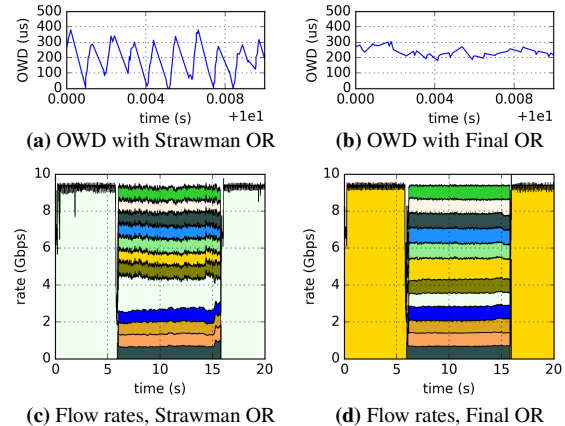 500
400
300
200
100
0
OWD (us)
0.000 0.004 0.008
+1e1
time (s)
(a) OWD with Strawman OR
500
400
300
200
100
0
OWD (us)
0.000 0.004 0.008
+1e1
time (s)
(b) OWD with Final OR
10
8
6
4
2
0
rate (Gbps)
0 5 10 15 20
time (s)
(c) Flow rates, Strawman OR
10
8
6
4
2
0
rate (Gbps)
0 5 10 15 20
time (s)
(d) Flow rates, Final OR